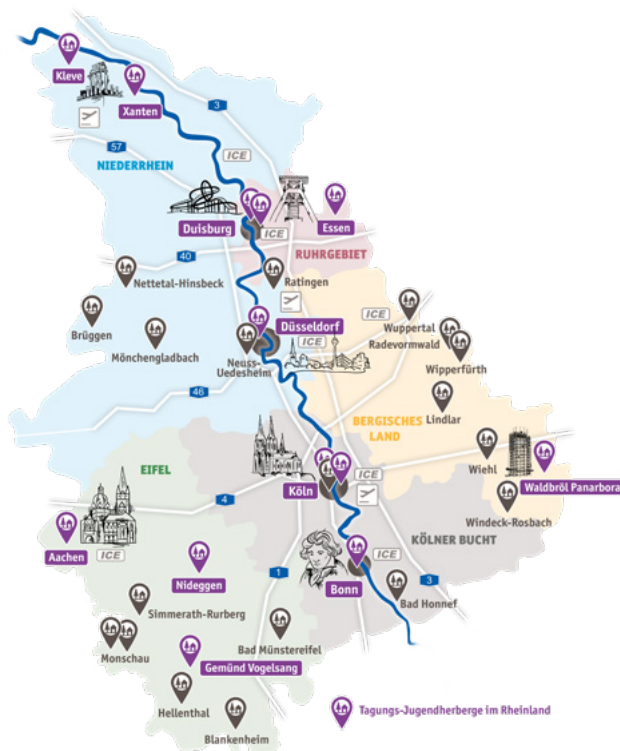 Kleve
Xanten
3
57
ICE
NIEDERRHEIN
Duisburg
ICE
Essen
RUHRGEBIET
40
Nettetal-Hinsbeck
Ratingen
Brüggen
Mönchengladbach
Düsseldorf
ICE
Wuppertal
Radevormwald
Neuss-
Uedesheim
ICE
Wipperfürth
46
Lindlar
BERGISCHES
LAND
EIFEL
Wiehl
Köln
ICE
Waldbröl Panarbora
4
Windeck-Rosbach
KÖLNER BUCHT
Aachen
ICE
Nideggen
1
Bonn
ICE
3
Bad Honnef
Simmerath-Rurberg
Monschau
Bad Münstereifel
Gemünd Vogelsang
Hellenthal
Blankenheim
Tagungs-Jugendherberge im Rheinland